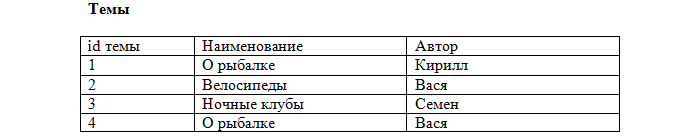 Темы
id темы Наименование Автор
1 О рыбалке Кирилл
2 Велосипеды Вася
3 Ночные клубы Семен
4 О рыбалке Вася